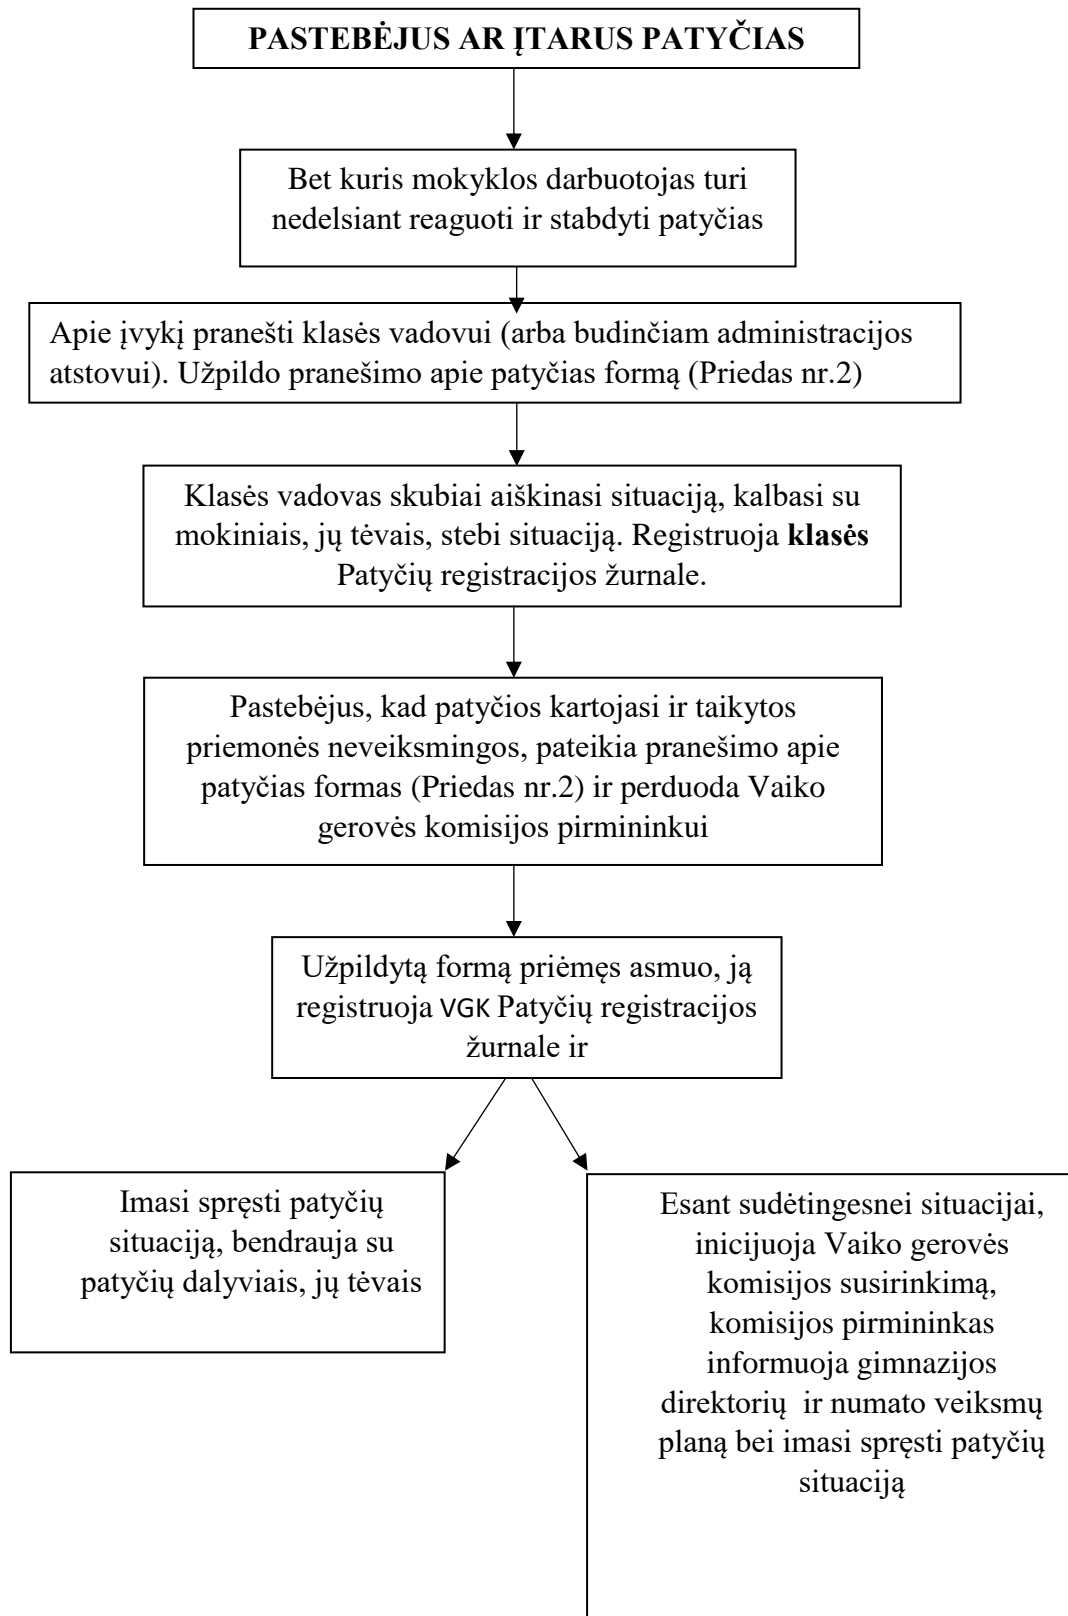 PASTEBĖJUS AR ĮTARUS PATYČIAS
Bet kuris mokyklos darbuotojas turi
nedelsiant reaguoti ir stabdyti patyčias
Apie įvykį pranešti klasės vadovui (arba budinčiam administracijos
atstovui). Užpildo pranešimo apie patyčias formą (Priedas nr.2)
Klasės vadovas skubiai aiškinasi situaciją, kalbasi su
mokiniais, jų tėvais, stebi situaciją. Registruoja klasės
Patyčių registracijos žurnale.
Pastebėjus, kad patyčios kartojasi ir taikytos
priemonės neveiksmingos, pateikia pranešimo apie
patyčias formas (Priedas nr.2) ir perduoda Vaiko
gerovės komisijos pirmininkui
Užpildytą formą priėmęs asmuo, ją
registruoja VGK Patyčių registracijos
žurnale ir
Imasi spręsti patyčių
situaciją, bendrauja su
patyčių dalyviais, jų tėvais
Esant sudėtingesnei situacijai,
inicijuoja Vaiko gerovės
komisijos susirinkimą,
komisijos pirmininkas
informuoja gimnazijos
direktorių ir numato veiksmų
planą bei imasi spręsti patyčių
situaciją